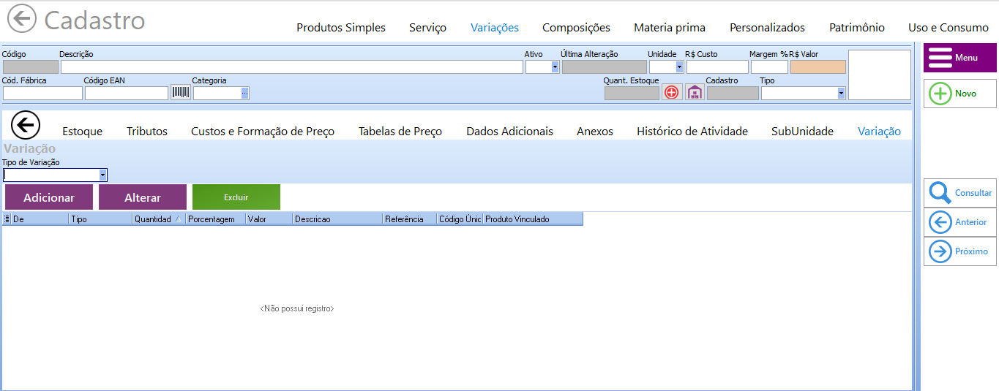 Cadastro
Produtos Simples Serviço Variações Composições Materia prima Personalizados Patrimônio Uso e Consumo
Código Descrição Ativo Última Alteração Unidade R$ Custo Margem % R$ Valor
Menu
Cód. Fábrica Código EAN Categoria Quant. Estoque Cadastro Tipo
Novo
Estoque Tributos Custos e Formação de Preço Tabelas de Preço Dados Adicionais Anexos Histórico de Atividade SubUnidade Variação
Variação
Tipo de Variação
Adicionar Alterar Excluir
Consultar
De Tipo Quantidad Porcentagem Valor Descricao Referência Código Únic Produto Vinculado
Anterior
Próximo
<Não possui registro>